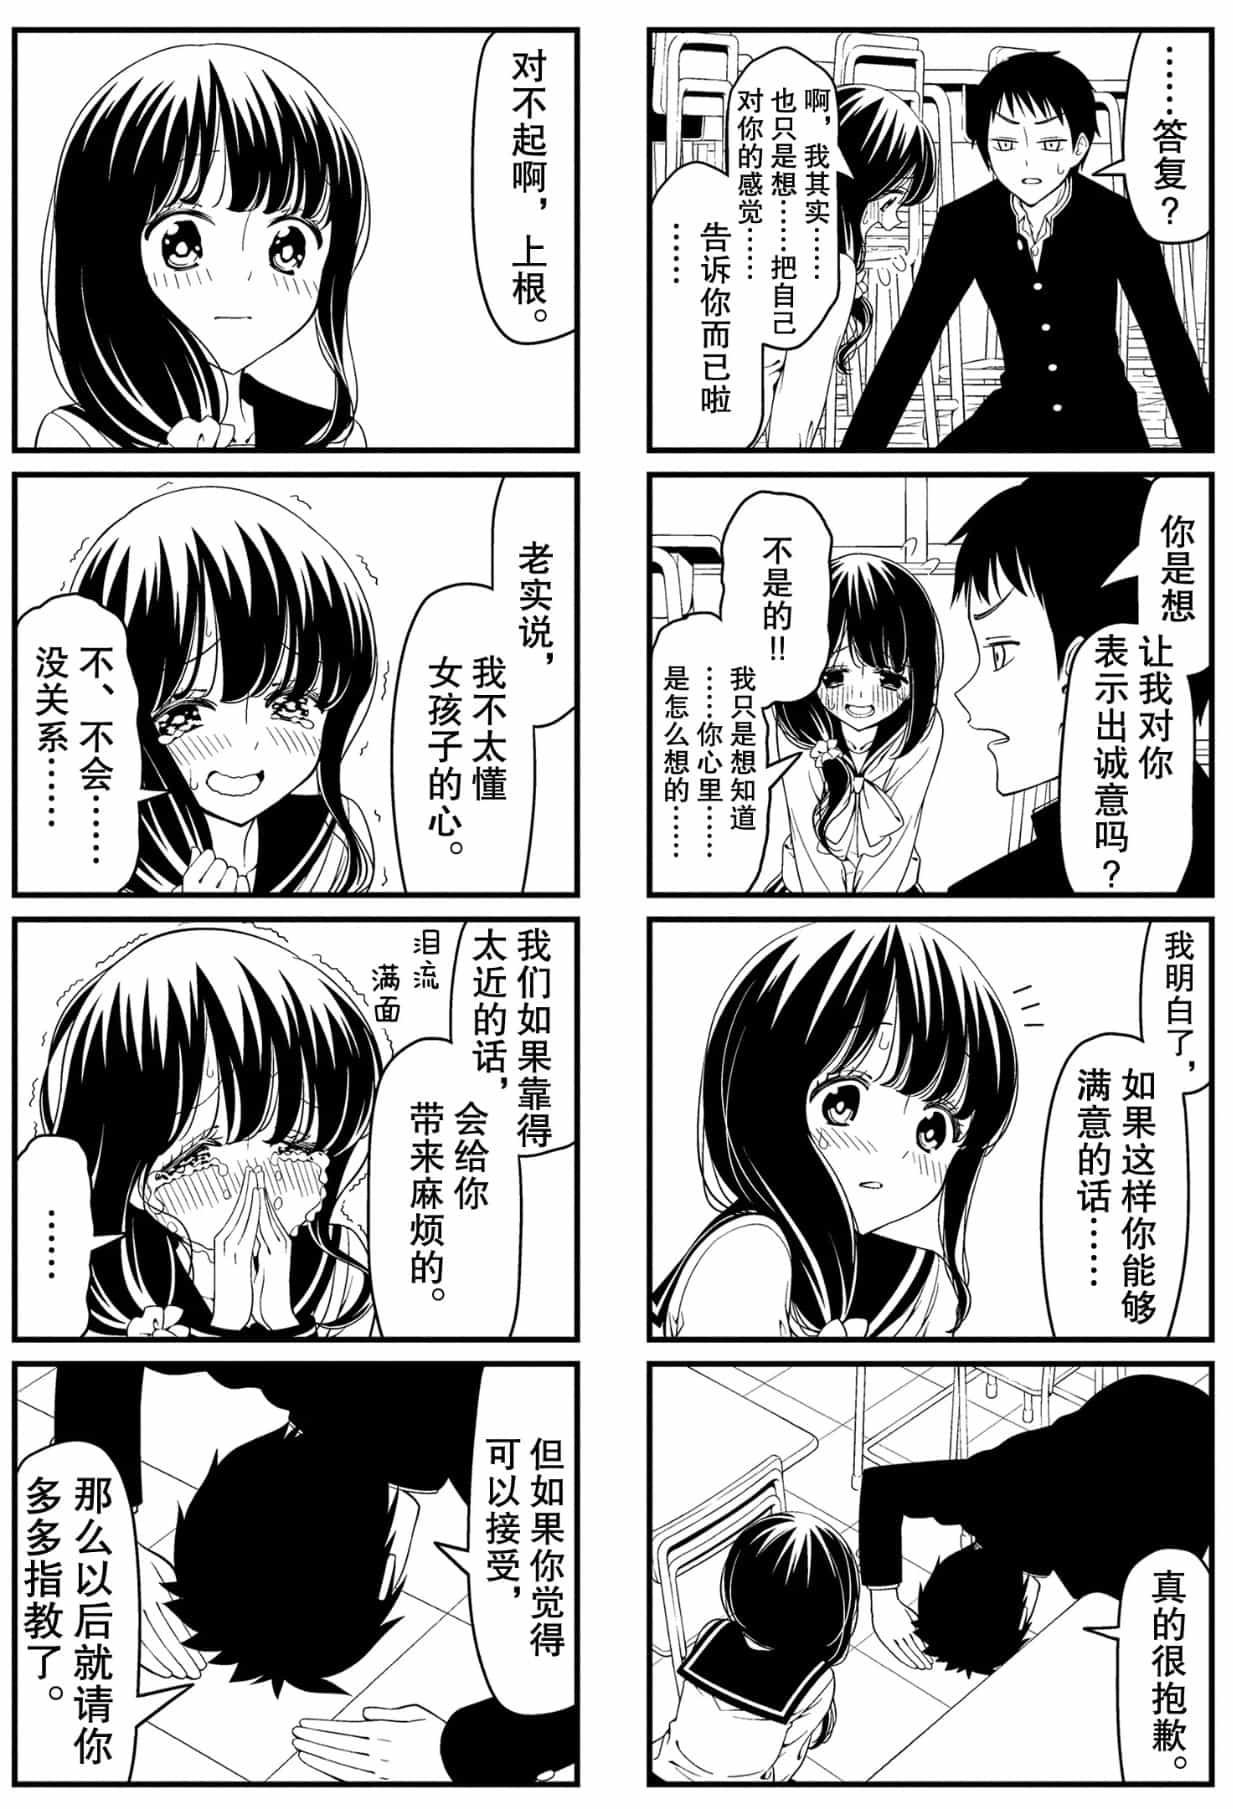 ……答复？
啊，我其实……
也只是想……把自己
对你的感觉……
告诉你而已啦
……
你是想
让我对你
表示出诚意吗？
不是的!!
我只是想知道
……你心里……
是怎么想的……
我明白了，
如果这样你能够
满意的话……
真的很抱歉。
对不起啊，上根。
老实说，
我不太懂
女孩子的心。
不、不会……
没关系……
我们如果靠得
太近的话，
会给你
带来麻烦的。
泪流
满面
……
但如果你觉得
可以接受，
那么以后就请你
多多指教了。